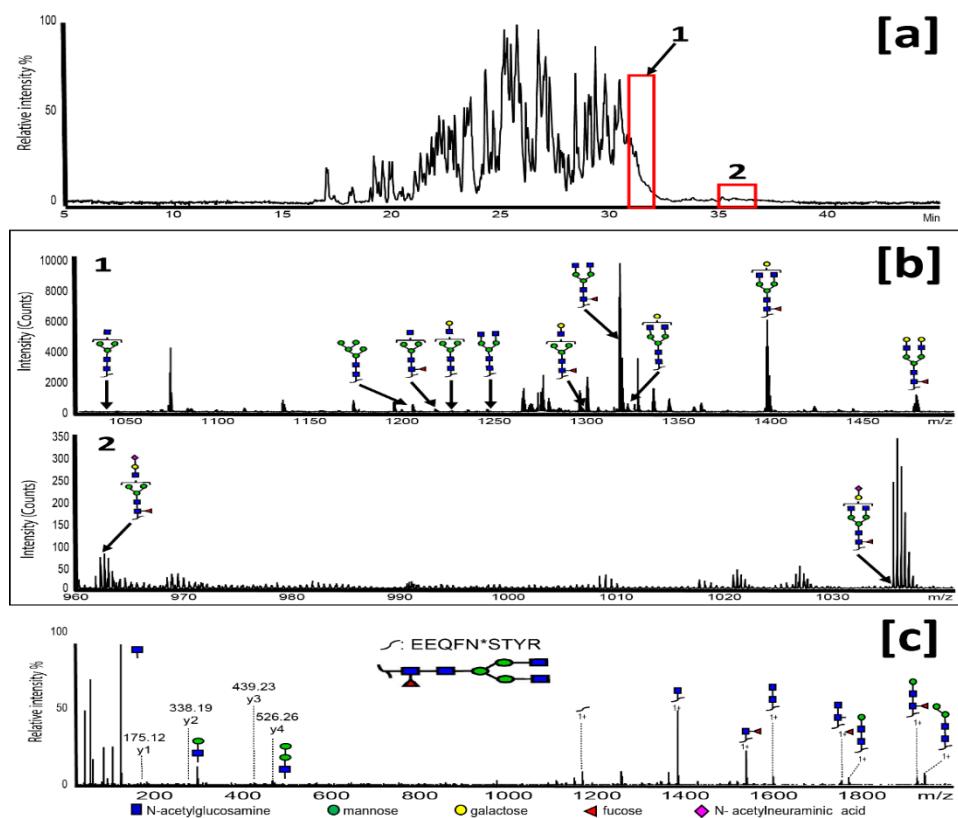 [a]
Relative intensity %
100
50
0
1
2
5 10 15 20 25 30 35 40 Min
[b]
1
Intensity (Counts)
10000
8000
6000
4000
2000
0
1050 1100 1150 1200 1250 1300 1350 1400 1450 m/z
2
Intensity (Counts)
350
300
250
200
150
100
50
0
960 970 980 990 1000 1010 1020 1030 m/z
[c]
Relative intensity %
100
50
0
: EEQFN*STYR
439.23
y3
338.19
y2
526.26
y4
175.12
y1
1+ 1+ 1+ 1+ 1+ 1+ 1+ 1+
200 400 600 800 1000 1200 1400 1600 1800 m/z
N-acetylglucosamine mannose galactose fucose N- acetylneuraminic acid